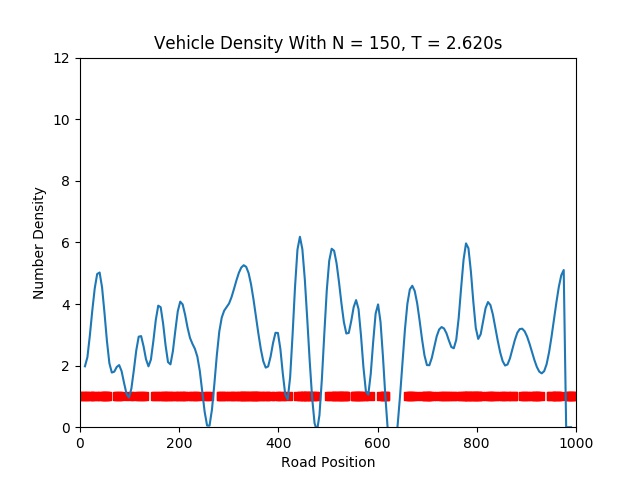 Vehicle Density With N = 150, T = 2.620s
12
10
8
6
4
2
0
Number Density
0 200 400 600 800 1000
Road Position